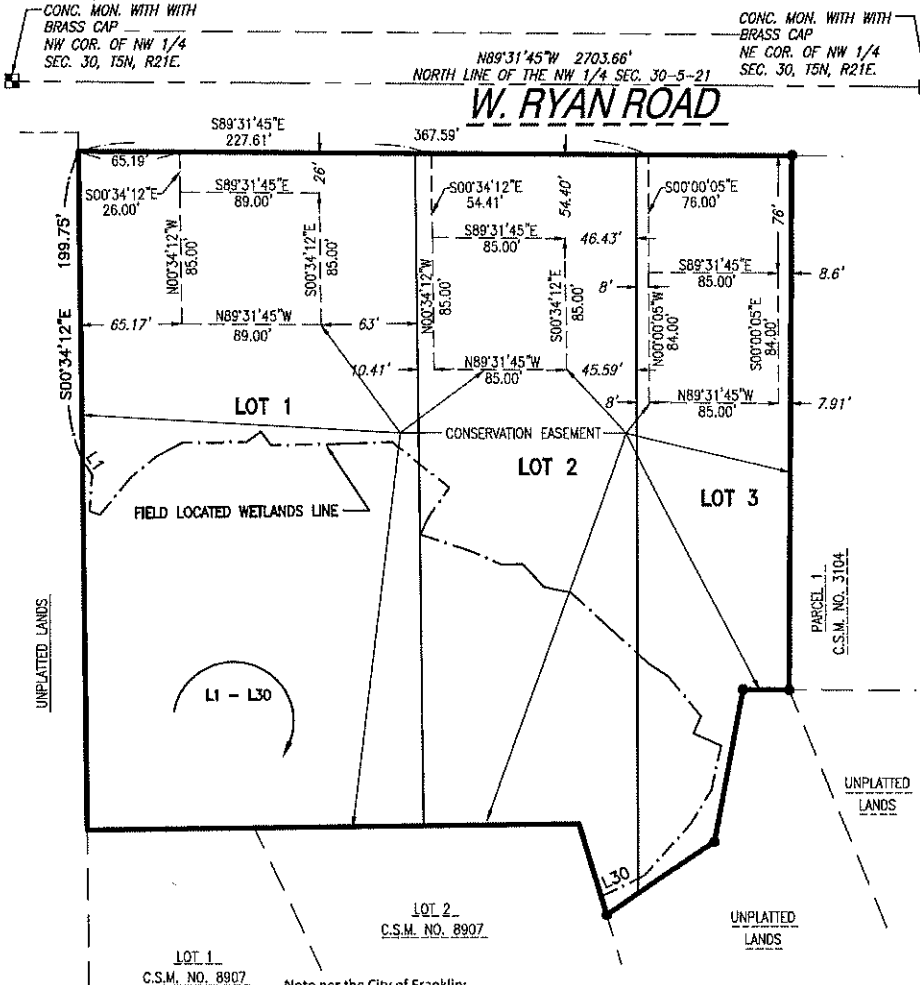 CONC. MON. WITH WITH
BRASS CAP
NW COR. OF NW 1/4
SEC. 30, T5N, R21E.
CONC. MON. WITH WITH
BRASS CAP
NE COR. OF NW 1/4
SEC. 30, T5N, R21E.
N89°31'45"W 2703.66'
NORTH LINE OF THE NW 1/4 SEC. 30-5-21
W. RYAN ROAD
S89°31'45"E
227.61'
367.59'
65.19'
26'
S00°34'12"E
26.00'
S89°31'45"E
89.00'
S00°34'12"E
54.41'
54.40'
S00°00'05"E
76.00'
76'
199.75'
S00°34'12"E
N00°34'12"W
85.00'
S00°34'12"E
85.00'
S89°31'45"E
85.00'
46.43'
N00°34'12"W
85.00'
S00°34'12"E
85.00'
8'
S89°31'45"E
85.00'
8.6'
N00°00'05"W
84.00'
S00°00'05"E
84.00'
65.17'
N89°31'45"W
89.00'
63'
10.41'
N89°31'45"W
85.00'
45.59'
8'
N89°31'45"W
85.00'
7.91'
LOT 1
CONSERVATION EASEMENT
LOT 2
LOT 3
L1
FIELD LOCATED WETLANDS LINE
PARCEL 1
C.S.M. NO. 3104
UNPLATTED LANDS
L1 - L30
UNPLATTED
LANDS
L30
LOT 2
C.S.M. NO. 8907
UNPLATTED
LANDS
LOT 1
C.S.M. NO. 8907
Note per the City of Franklin